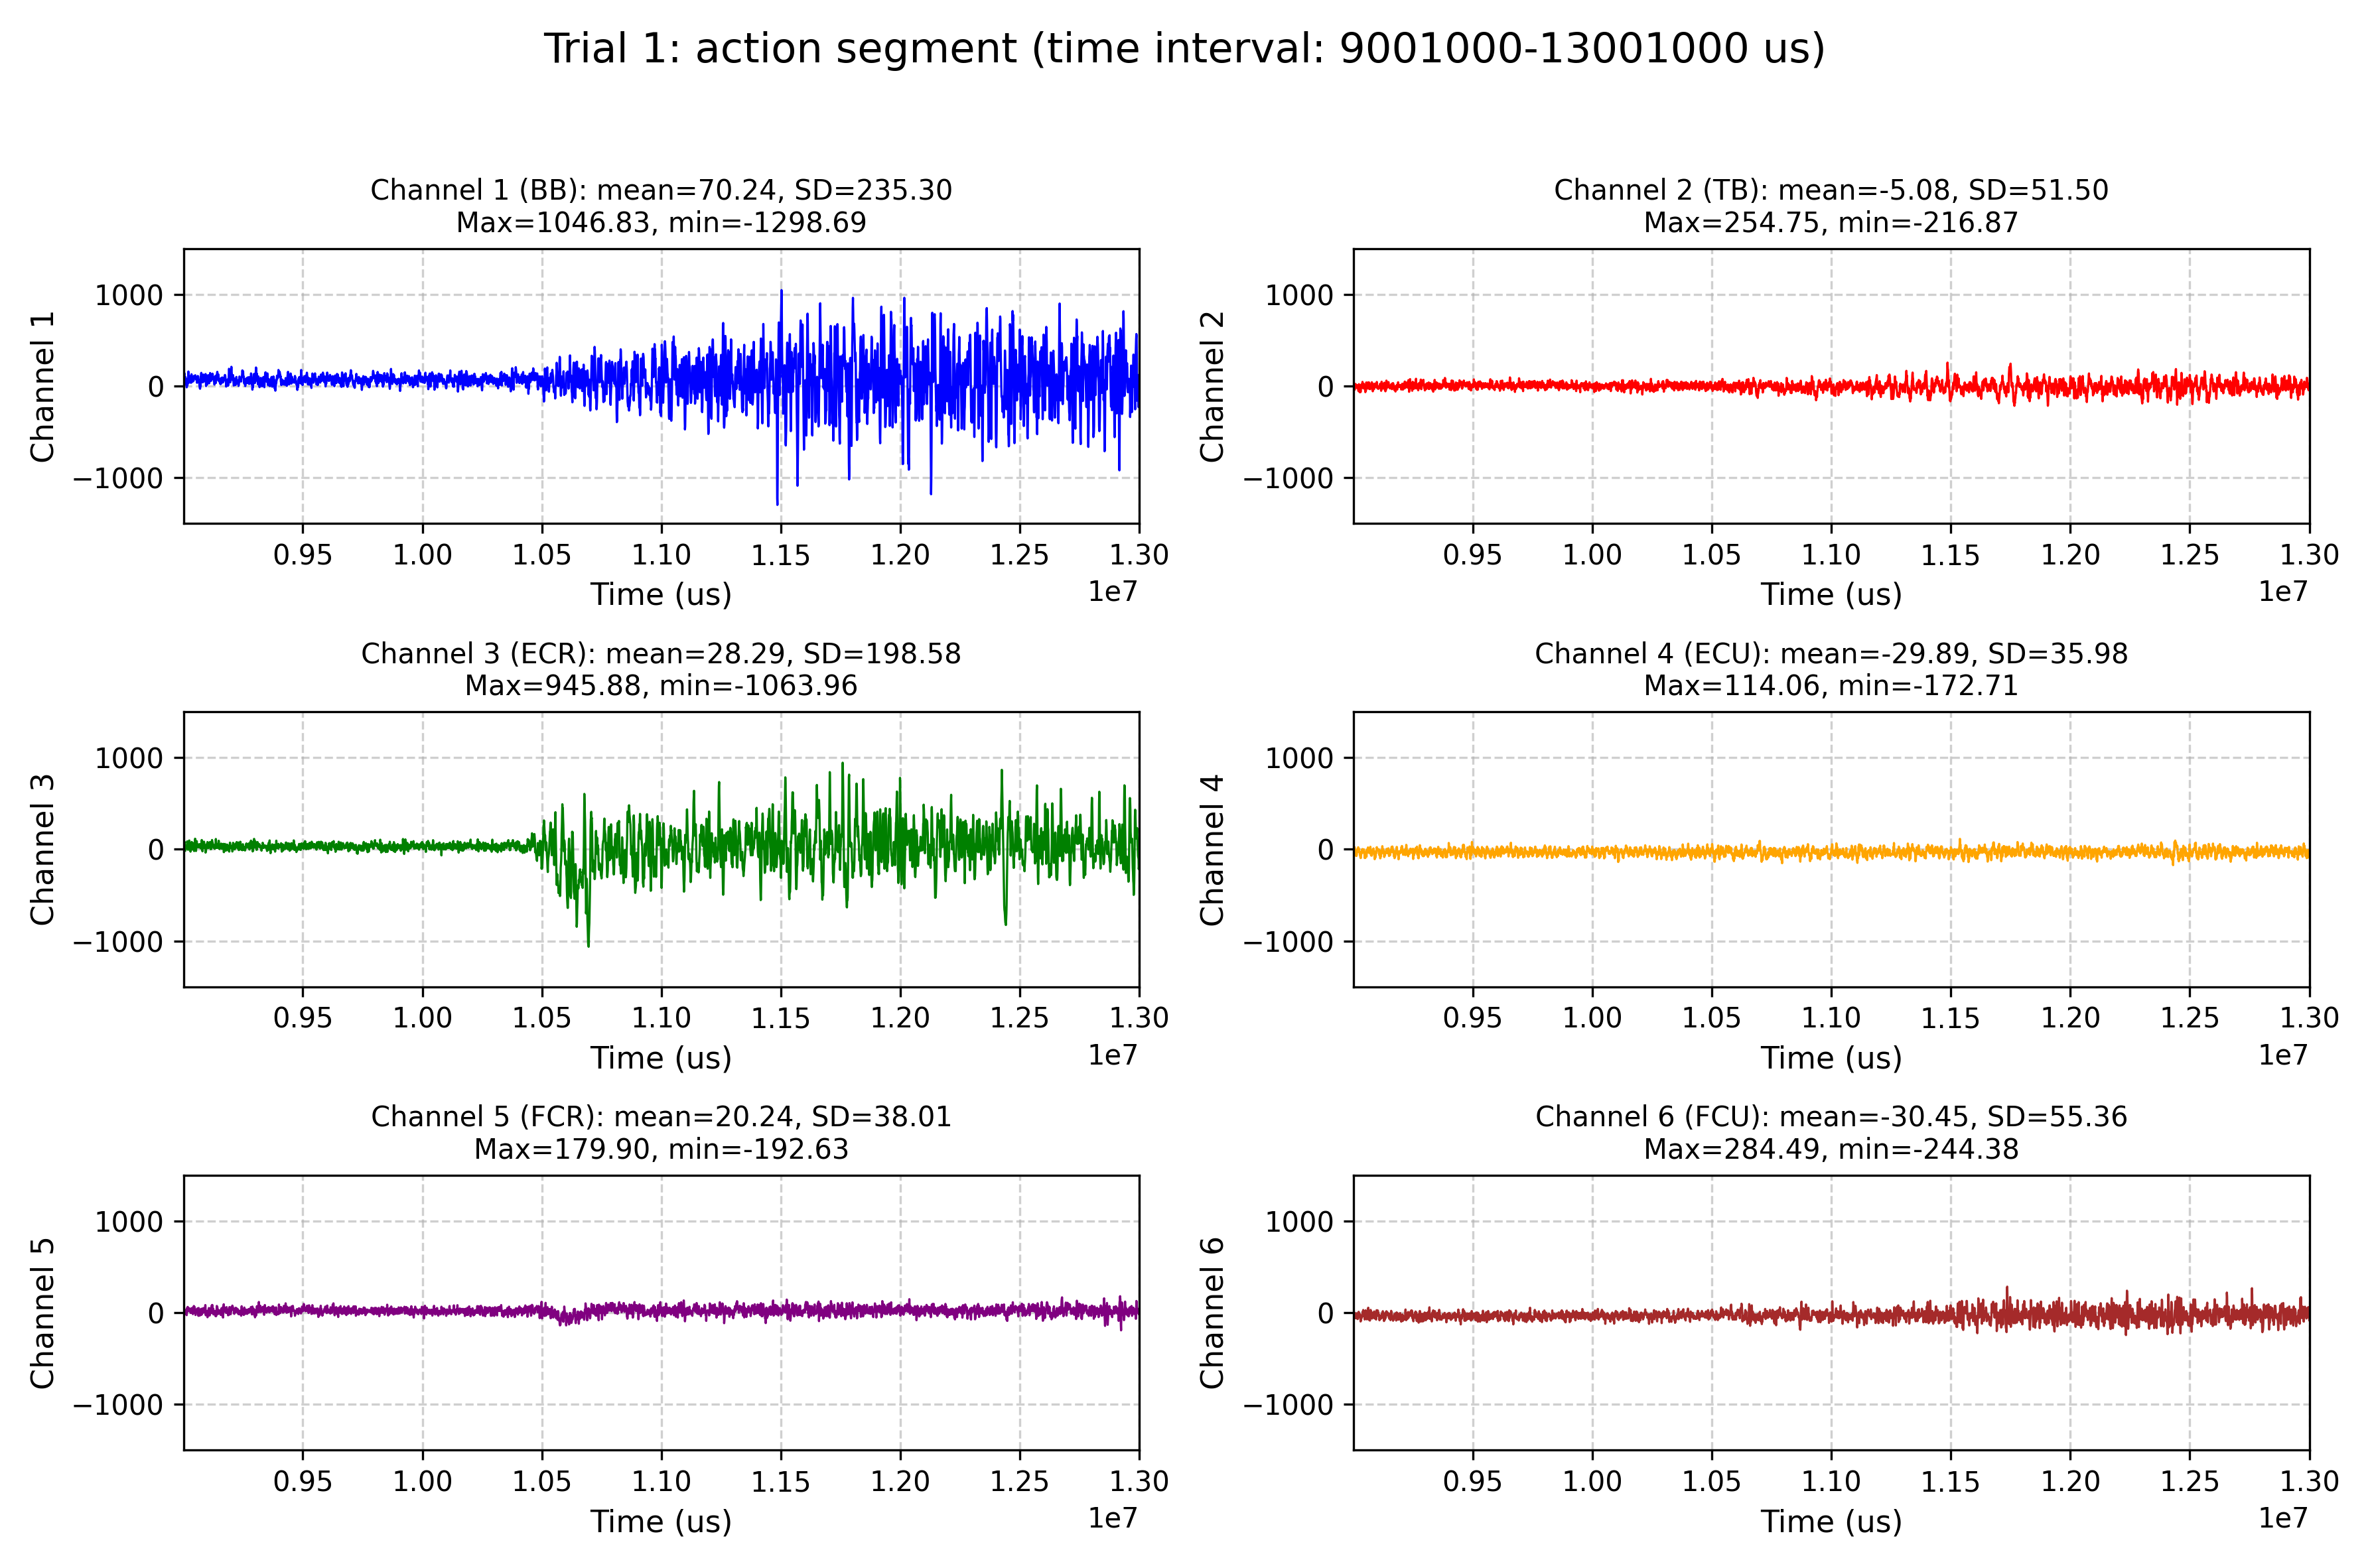 Trial 1: action segment (time interval: 9001000-13001000 us)
Channel 1 (BB): mean=70.24, SD=235.30
Max=1046.83, min=-1298.69
Channel 1
1000
0
−1000
0.95 1.00 1.05 1.10 1.15 1.20 1.25 1.30
Time (us)
1e7
Channel 2 (TB): mean=-5.08, SD=51.50
Max=254.75, min=-216.87
Channel 2
1000
0
−1000
0.95 1.00 1.05 1.10 1.15 1.20 1.25 1.30
Time (us)
1e7
Channel 3 (ECR): mean=28.29, SD=198.58
Max=945.88, min=-1063.96
Channel 3
1000
0
−1000
0.95 1.00 1.05 1.10 1.15 1.20 1.25 1.30
Time (us)
1e7
Channel 4 (ECU): mean=-29.89, SD=35.98
Max=114.06, min=-172.71
Channel 4
1000
0
−1000
0.95 1.00 1.05 1.10 1.15 1.20 1.25 1.30
Time (us)
1e7
Channel 5 (FCR): mean=20.24, SD=38.01
Max=179.90, min=-192.63
Channel 5
1000
0
−1000
0.95 1.00 1.05 1.10 1.15 1.20 1.25 1.30
Time (us)
1e7
Channel 6 (FCU): mean=-30.45, SD=55.36
Max=284.49, min=-244.38
Channel 6
1000
0
−1000
0.95 1.00 1.05 1.10 1.15 1.20 1.25 1.30
Time (us)
1e7